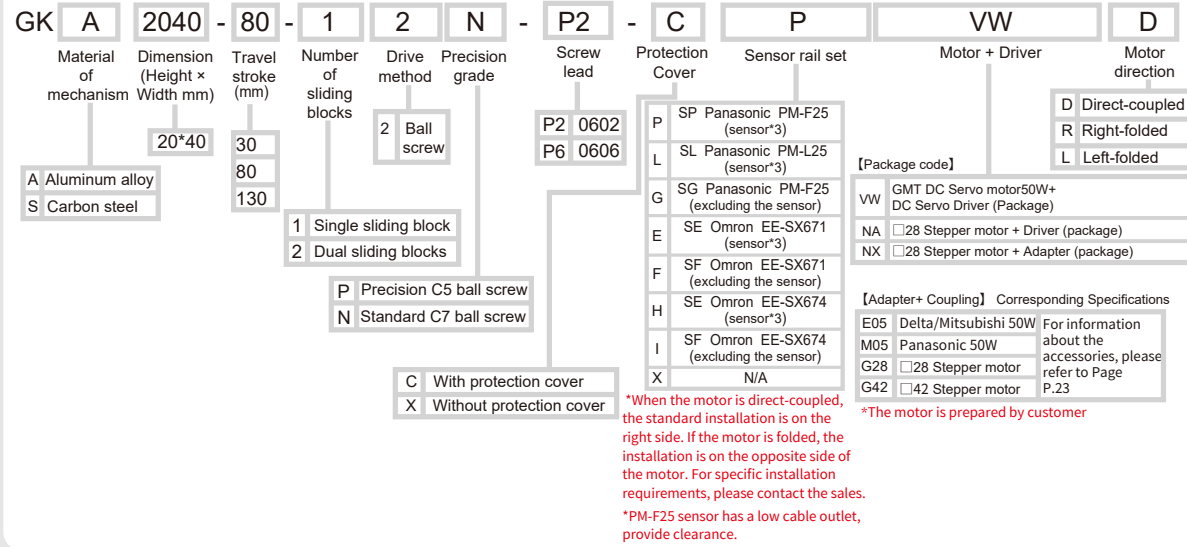 GK A 2040 - 80 - 1 2 N - P2 - C P VW D
Material
of
mechanism
A Aluminum alloy
S Carbon steel
Dimension
(Height ×
Width mm)
20*40
Travel
stroke
(mm)
30
80
130
Number
of
sliding
blocks
1 Single sliding block
2 Dual sliding blocks
Drive
method
2 Ball
screw
Precision
grade
P Precision C5 ball screw
N Standard C7 ball screw
Screw
lead
P2 0602
P6 0606
Protection
Cover
C With protection cover
X Without protection cover
Sensor rail set
P SP Panasonic PM-F25
(sensor*3)
L SL Panasonic PM-L25
(sensor*3)
G SG Panasonic PM-F25
(excluding the sensor)
E SE Omron EE-SX671
(sensor*3)
F SF Omron EE-SX671
(excluding the sensor)
H SE Omron EE-SX674
(sensor*3)
I SF Omron EE-SX674
(excluding the sensor)
X N/A
*When the motor is direct-coupled,
the standard installation is on the
right side. If the motor is folded, the
installation is on the opposite side of
the motor. For specific installation
requirements, please contact the sales.
*PM-F25 sensor has a low cable outlet,
provide clearance.
Motor + Driver
【Package code】
VW GMT DC Servo motor50W+
DC Servo Driver (Package)
NA □28 Stepper motor + Driver (package)
NX □28 Stepper motor + Adapter (package)
【Adapter+ Coupling】 Corresponding Specifications
E05 Delta/Mitsubishi 50W
M05 Panasonic 50W
G28 □28 Stepper motor
G42 □42 Stepper motor
For information
about the
accessories, please
refer to Page
P.23
*The motor is prepared by customer
Motor
direction
D Direct-coupled
R Right-folded
L Left-folded